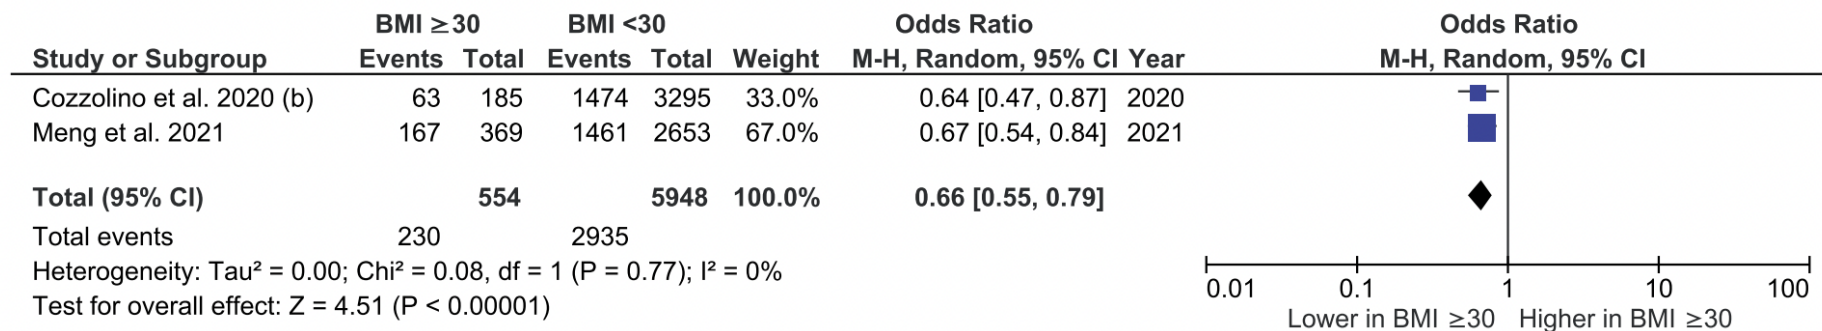 BMI ≥30 BMI <30 Odds Ratio Odds Ratio
Study or Subgroup Events Total Events Total Weight M-H, Random, 95% CI Year M-H, Random, 95% CI
Cozzolino et al. 2020 (b) 63 185 1474 3295 33.0% 0.64 [0.47, 0.87] 2020
Meng et al. 2021 167 369 1461 2653 67.0% 0.67 [0.54, 0.84] 2021
Total (95% CI) 554 5948 100.0% 0.66 [0.55, 0.79]
Total events 230 2935
Heterogeneity: Tau² = 0.00; Chi² = 0.08, df = 1 (P = 0.77); I² = 0%
Test for overall effect: Z = 4.51 (P < 0.00001)
0.01 0.1 1 10 100
Lower in BMI ≥30 Higher in BMI ≥30